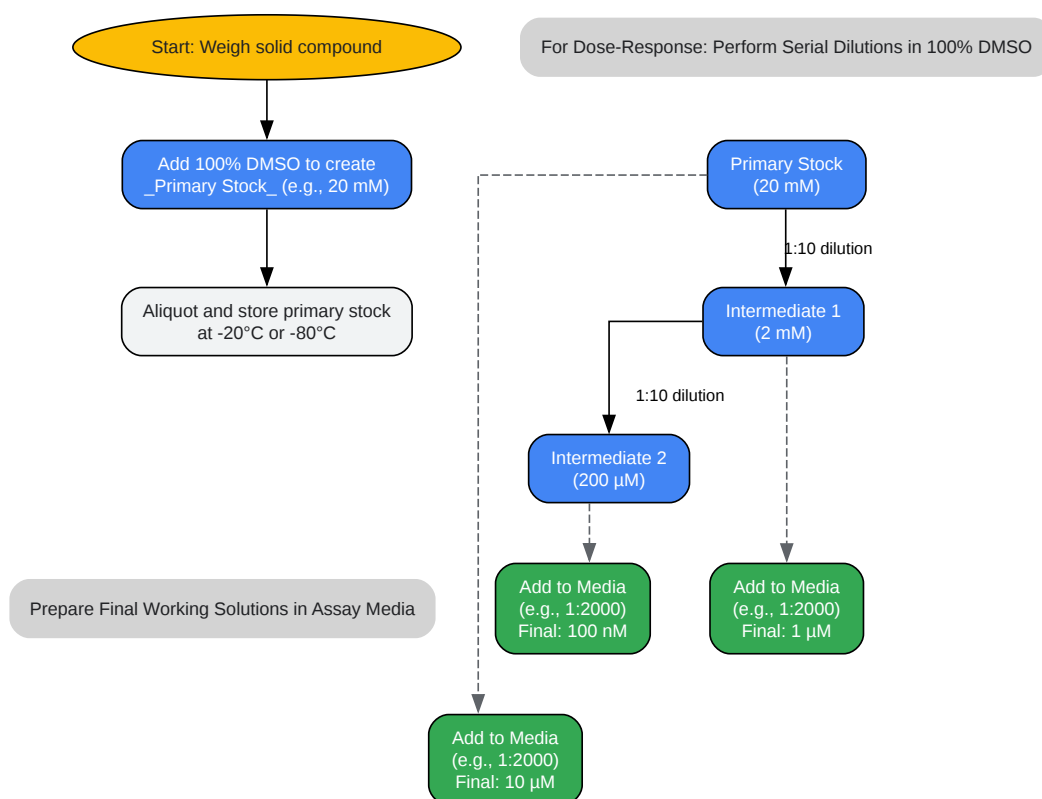 Start: Weigh solid compound
For Dose-Response: Perform Serial Dilutions in 100% DMSO
Add 100% DMSO to create
_Primary Stock_ (e.g., 20 mM)
Primary Stock
(20 mM)
1:10 dilution
Aliquot and store primary stock
at -20°C or -80°C
Intermediate 1
(2 mM)
1:10 dilution
Intermediate 2
(200 µM)
Add to Media
(e.g., 1:2000)
Final: 100 nM
Add to Media
(e.g., 1:2000)
Final: 1 µM
Prepare Final Working Solutions in Assay Media
Add to Media
(e.g., 1:2000)
Final: 10 µM